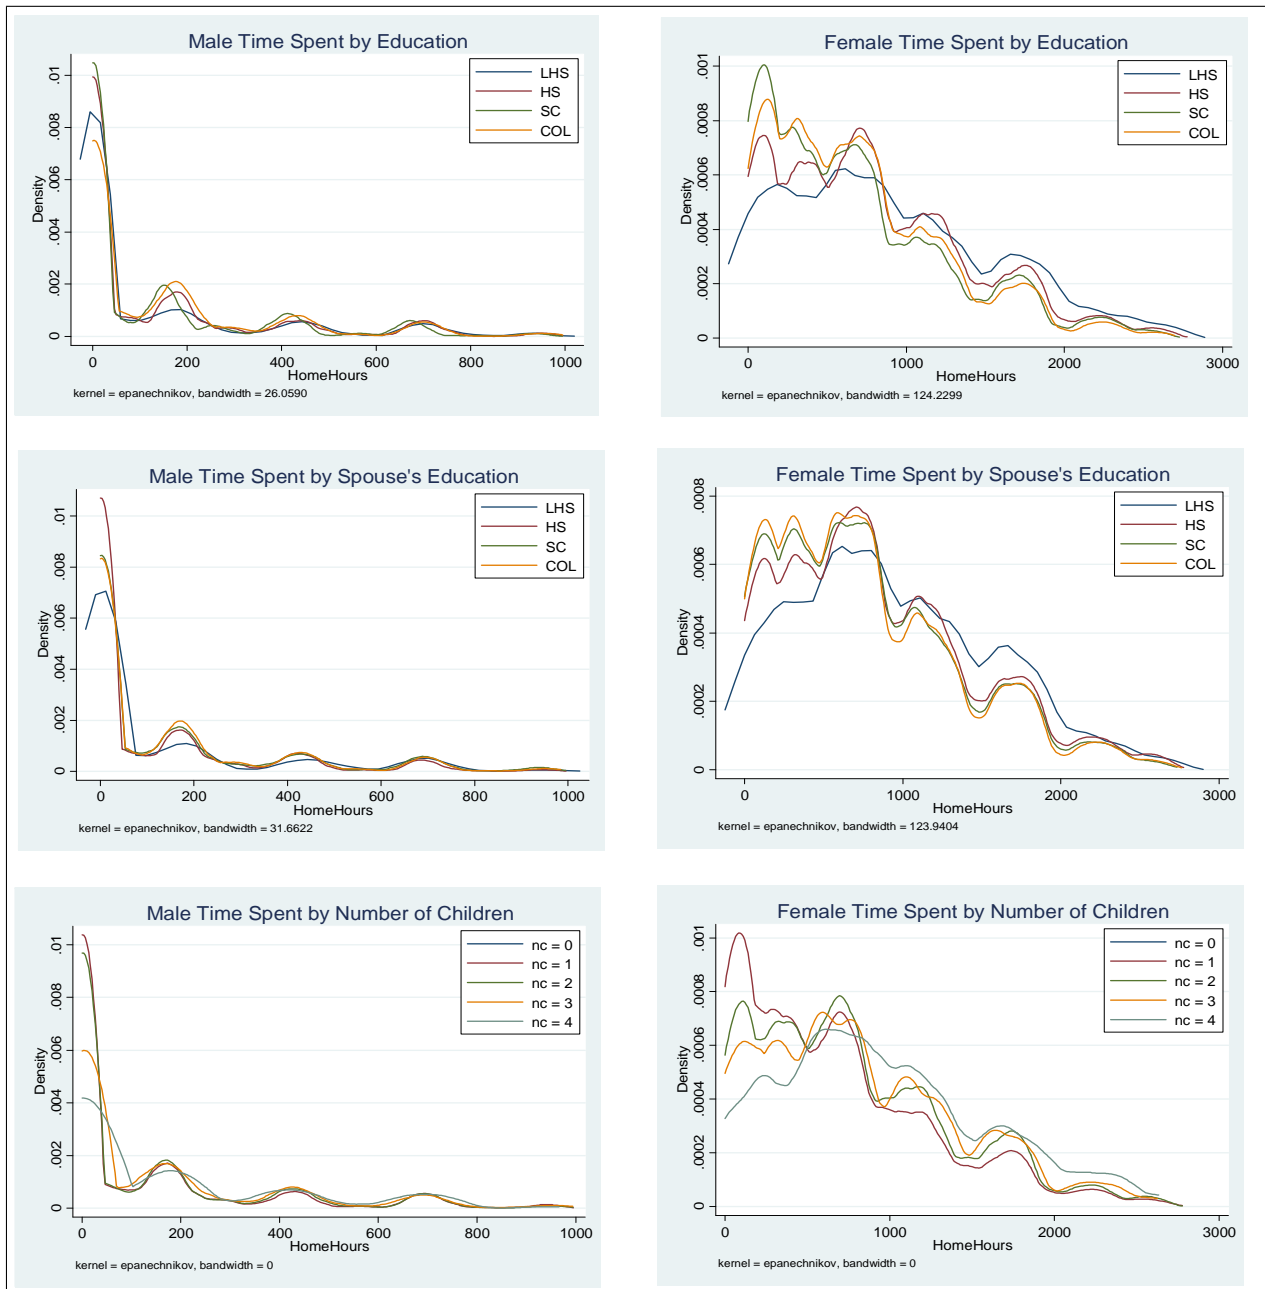 Male Time Spent by Education
LHS
HS
SC
COL
Density
0 .002 .004 .006 .008 .01
0 200 400 600 800 1000
HomeHours
kernel = epanechnikov, bandwidth = 26.0590
Female Time Spent by Education
LHS
HS
SC
COL
Density
0 .0002 .0004 .0006 .0008 .001
0 1000 2000 3000
HomeHours
kernel = epanechnikov, bandwidth = 124.2299
Male Time Spent by Spouse's Education
LHS
HS
SC
COL
Density
0 .002 .004 .006 .008 .01
0 200 400 600 800 1000
HomeHours
kernel = epanechnikov, bandwidth = 31.6622
Female Time Spent by Spouse's Education
LHS
HS
SC
COL
Density
0 .0002 .0004 .0006 .0008
0 1000 2000 3000
HomeHours
kernel = epanechnikov, bandwidth = 123.9404
Male Time Spent by Number of Children
nc = 0
nc = 1
nc = 2
nc = 3
nc = 4
Density
0 .002 .004 .006 .008 .01
0 200 400 600 800 1000
HomeHours
kernel = epanechnikov, bandwidth = 0
Female Time Spent by Number of Children
nc = 0
nc = 1
nc = 2
nc = 3
nc = 4
Density
0 .0002 .0004 .0006 .0008 .001
0 1000 2000 3000
HomeHours
kernel = epanechnikov, bandwidth = 0